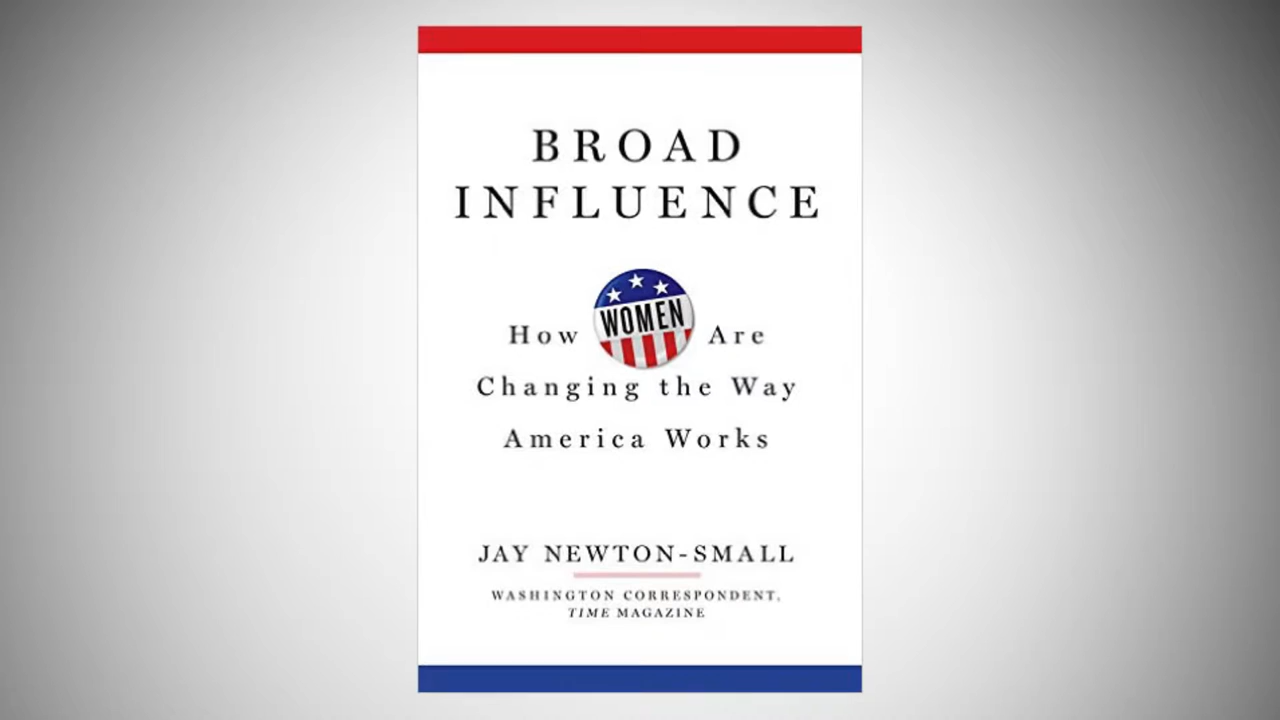 BROAD
INFLUENCE
How WOMEN Are
Changing the Way
America Works
JAY NEWTON-SMALL
WASHINGTON CORRESPONDENT,
TIME MAGAZINE